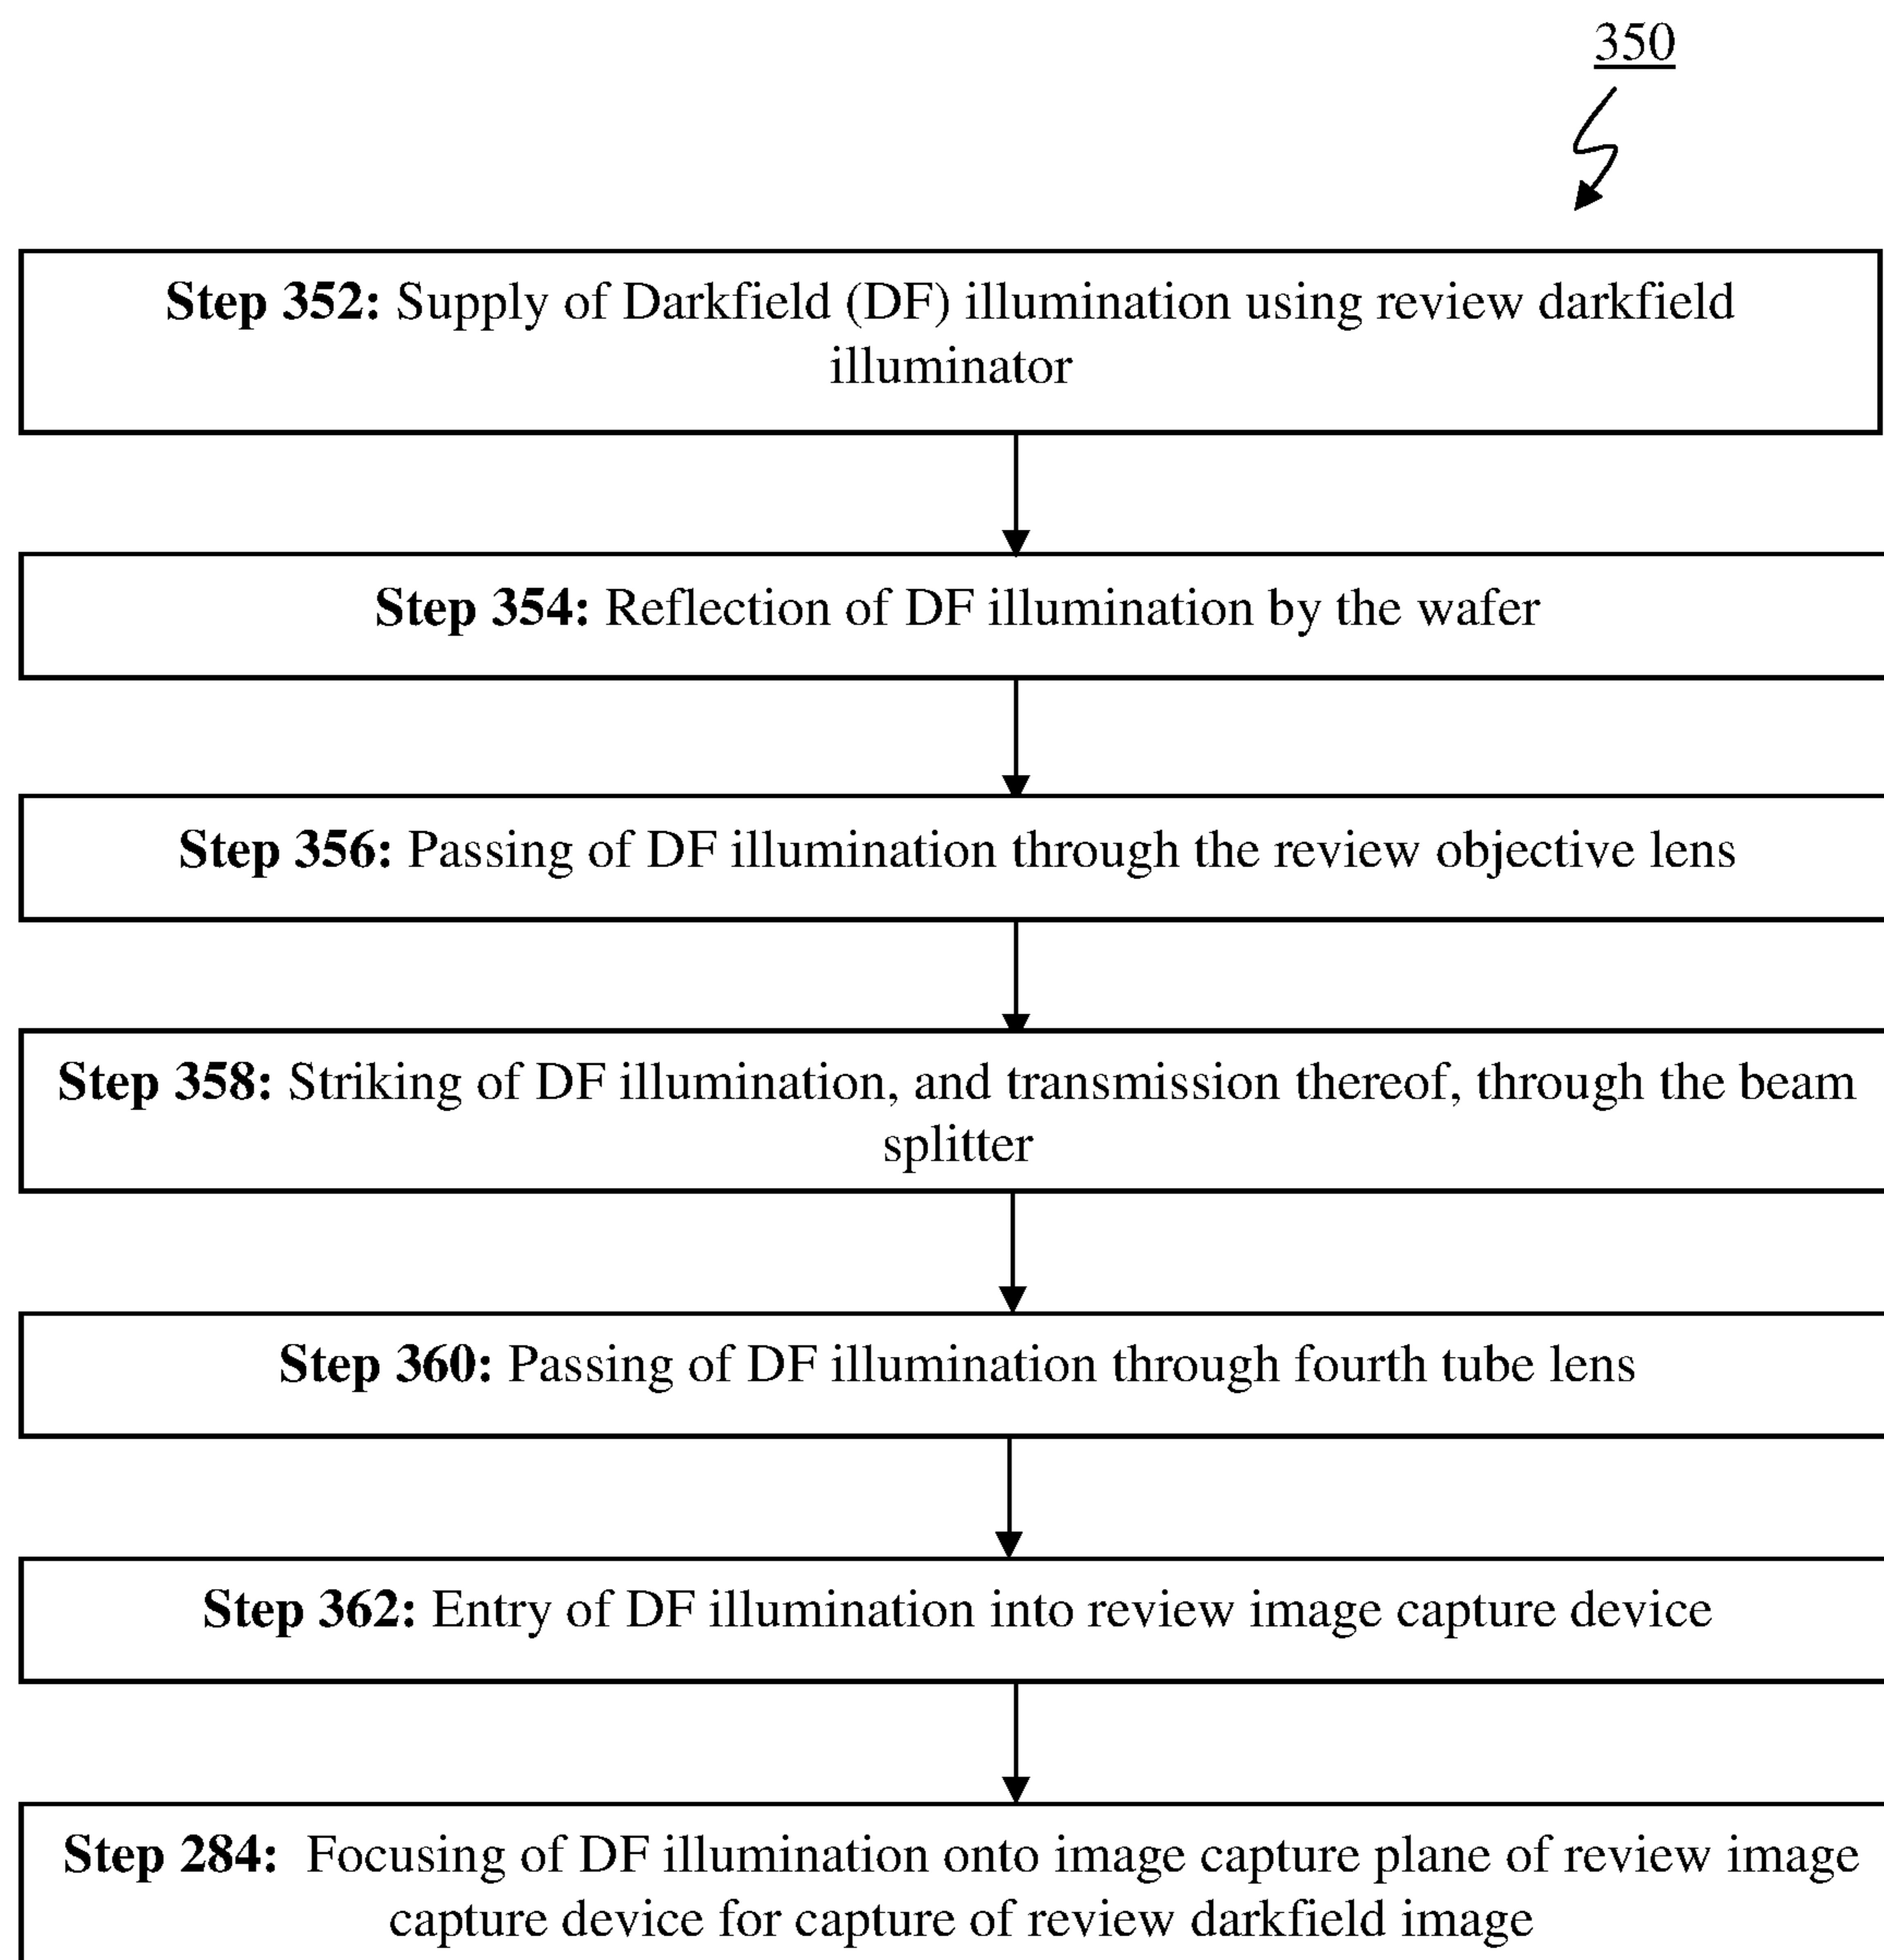 350
Step 352: Supply of Darkfield (DF) illumination using review darkfield
illuminator
Step 354: Reflection of DF illumination by the wafer
Step 356: Passing of DF illumination through the review objective lens
Step 358: Striking of DF illumination, and transmission thereof, through the beam
splitter
Step 360: Passing of DF illumination through fourth tube lens
Step 362: Entry of DF illumination into review image capture device
Step 284: Focusing of DF illumination onto image capture plane of review image
capture device for capture of review darkfield image